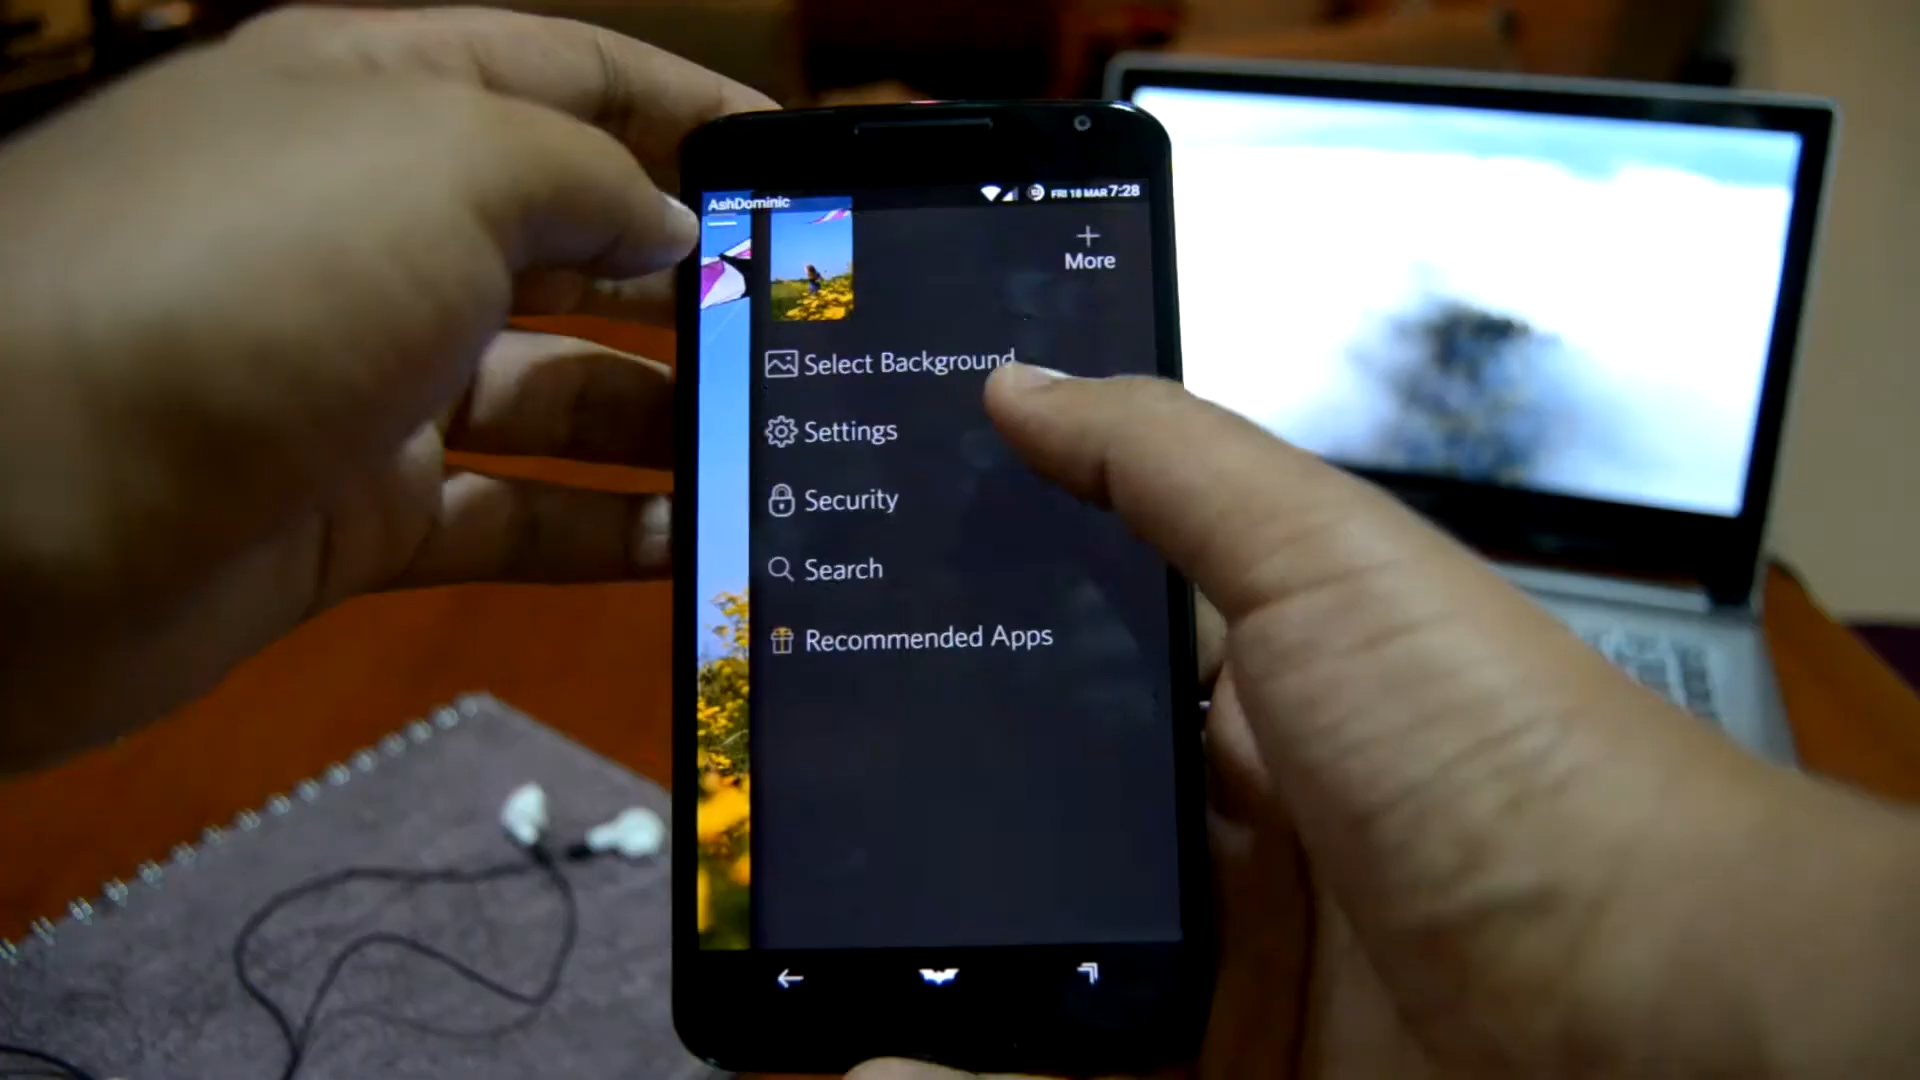 AshDominic
FRI 18 MAR 7:28
More
Select Background
Settings
Security
Search
Recommended Apps